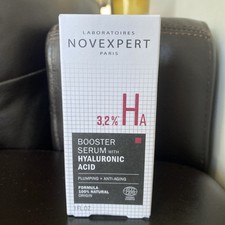 LABORATOIRES
NOVEXPERT
PARIS
3,2% HA
BOOSTER
SERUM WITH
HYALURONIC
ACID
PLUMPING + ANTI-AGING
FORMULA
100% NATURAL
ORIGIN